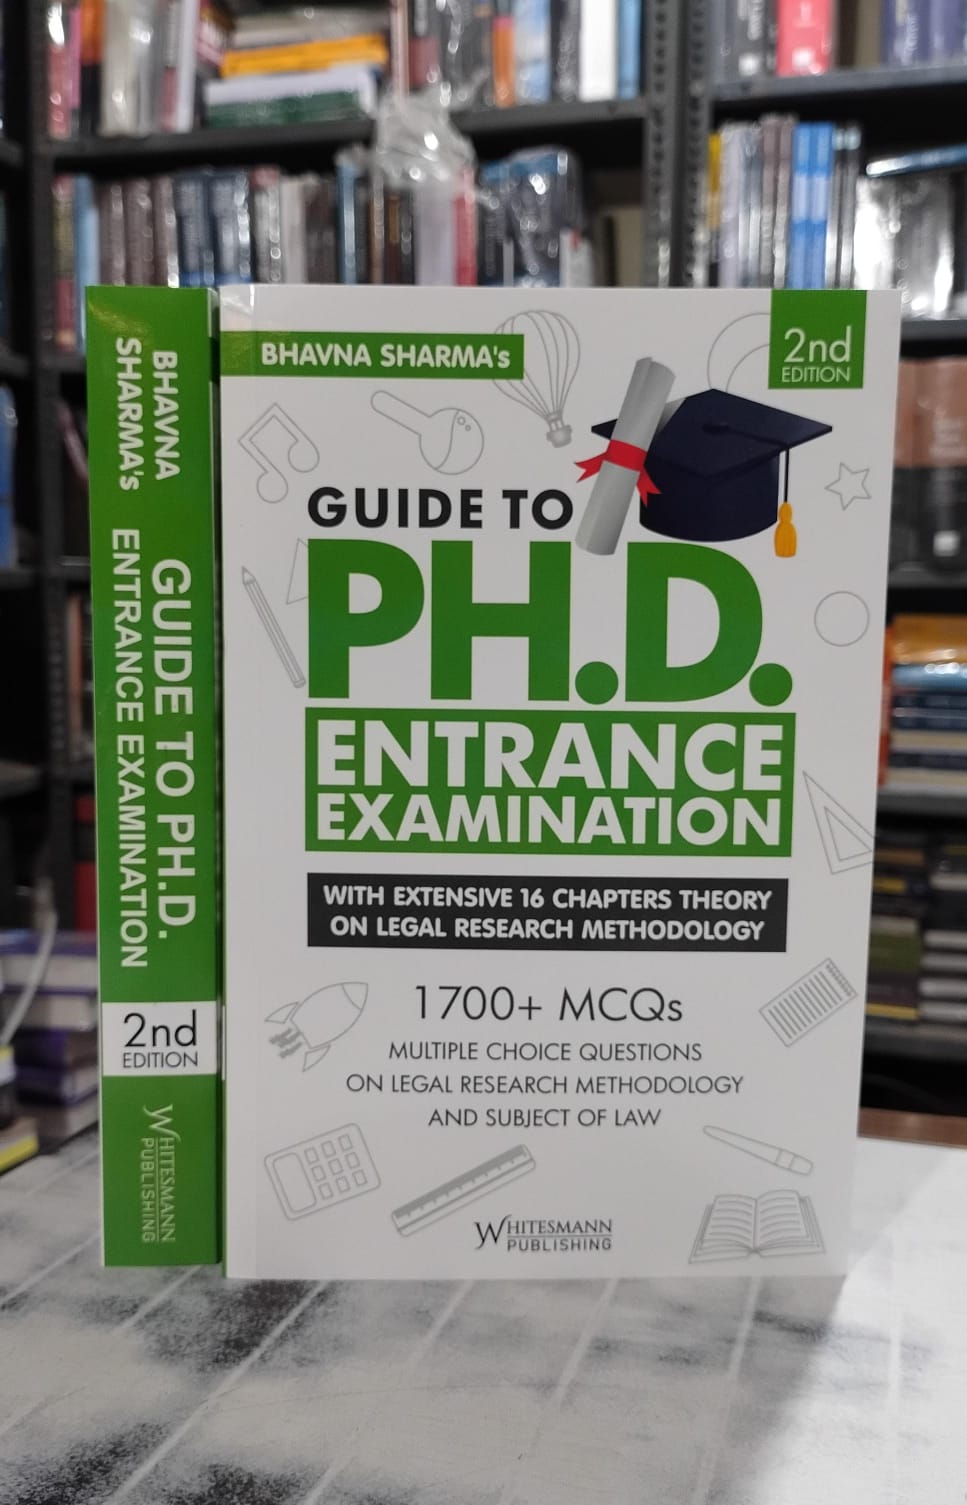 BHAVNA
SHARMA's
GUIDE TO PH.D.
ENTRANCE EXAMINATION
2nd
EDITION
WHITESMANN
PUBLISHING
BHAVNA SHARMA's
2nd
EDITION
GUIDE TO
PH.D.
ENTRANCE
EXAMINATION
WITH EXTENSIVE 16 CHAPTERS THEORY
ON LEGAL RESEARCH METHODOLOGY
1700+ MCQs
MULTIPLE CHOICE QUESTIONS
ON LEGAL RESEARCH METHODOLOGY
AND SUBJECT OF LAW
WHITESMANN
PUBLISHING